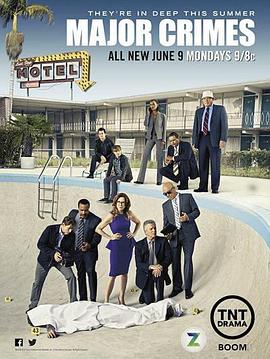 THEY'RE IN DEEP THIS SUMMER
MAJOR CRIMES
ALL NEW JUNE 9 MONDAYS 9/8c
MOTEL
43
TNT
DRAMA
BOOM